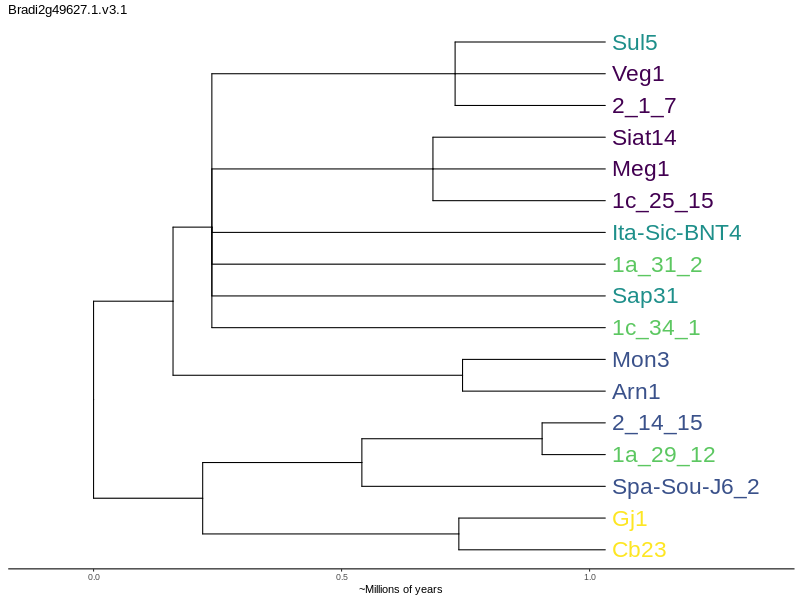 Bradi2g49627.1.v3.1
Sul5
Veg1
2_1_7
Siat14
Meg1
1c_25_15
Ita-Sic-BNT4
1a_31_2
Sap31
1c_34_1
Mon3
Arn1
2_14_15
1a_29_12
Spa-Sou-J6_2
Gj1
Cb23
0.0 0.5 1.0
~Millions of years